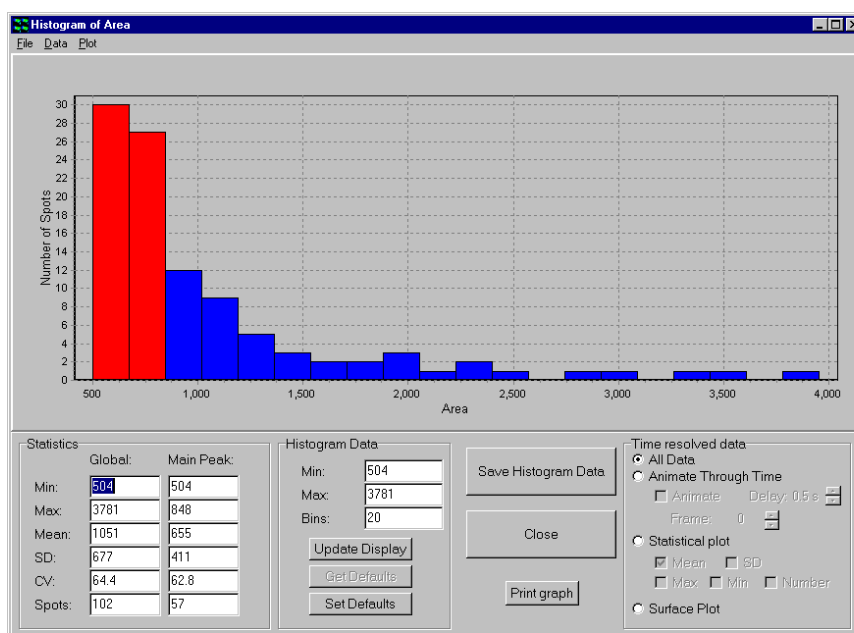 Histogram of Area
File Data Plot
30
28
26
24
22
20
18
16
14
12
10
8
6
4
2
0
Number of Spots
500 1,000 1,500 2,000 2,500 3,000 3,500 4,000
Area
Statistics
Global: Main Peak:
Min: 504 504
Max: 3781 848
Mean: 1051 655
SD: 677 411
CV: 64.4 62.8
Spots: 102 57
Histogram Data
Min: 504
Max: 3781
Bins: 20
Update Display
Get Defaults
Set Defaults
Save Histogram Data
Close
Print graph
Time resolved data
All Data
Animate Through Time
Animate Delay: 0.5 s
Frame: 0
Statistical plot
Mean SD
Max Min Number
Surface Plot